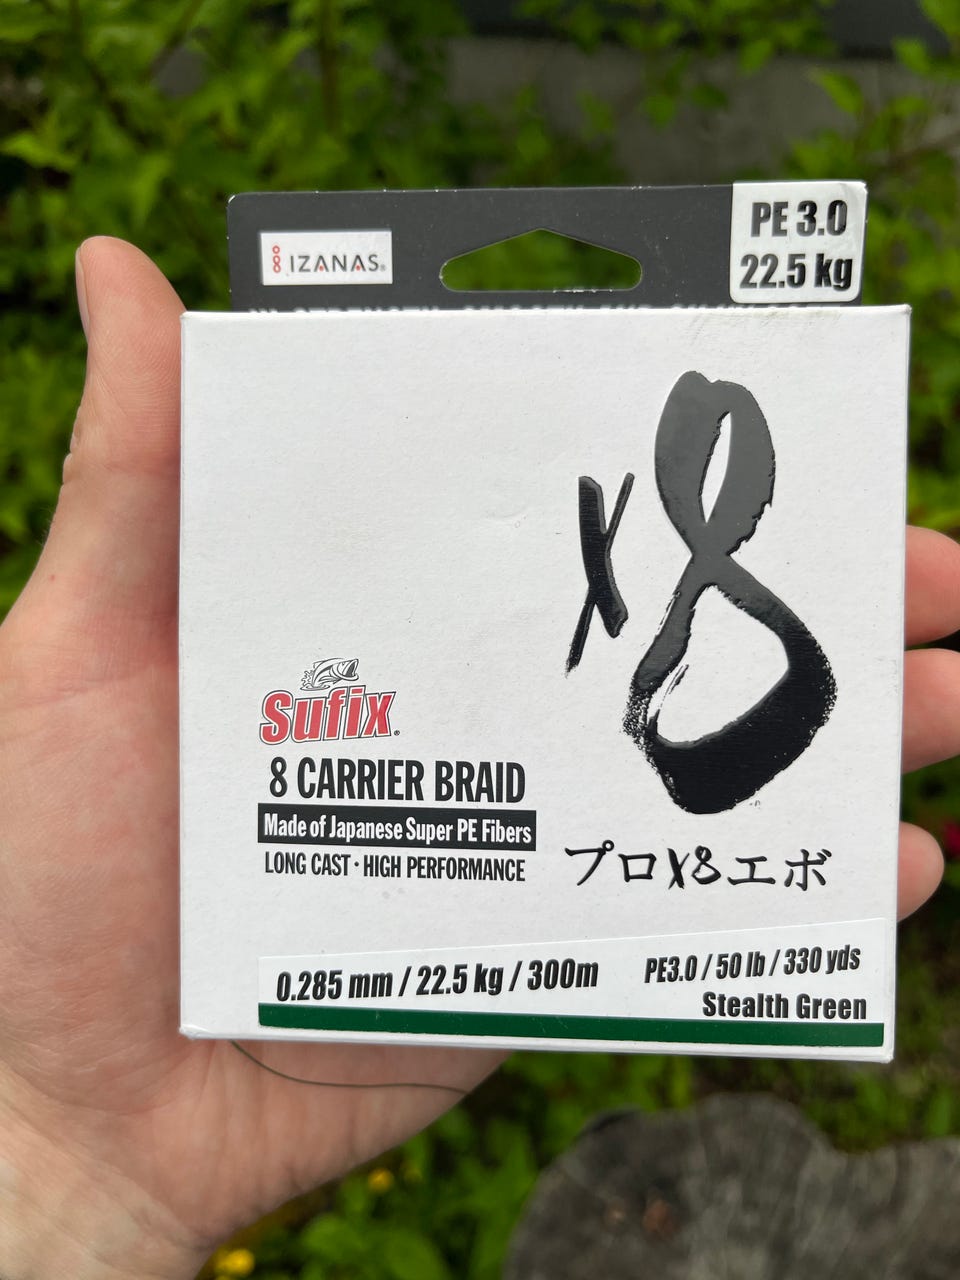 IZANAS
PE 3.0
22.5 kg
X8
Sufix
8 CARRIER BRAID
Made of Japanese Super PE Fibers
LONG CAST · HIGH PERFORMANCE
プロX8エボ
0.285 mm / 22.5 kg / 300m
PE3.0 / 50 lb / 330 yds
Stealth Green